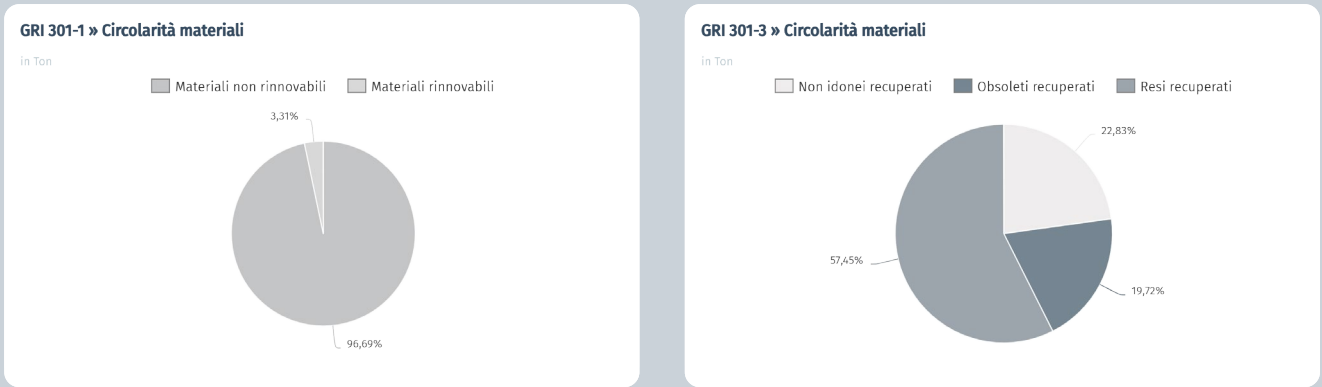 GRI 301-1 » Circolarità materiali
in Ton
Materiali non rinnovabili
Materiali rinnovabili
3,31%
96,69%
GRI 301-3 » Circolarità materiali
in Ton
Non idonei recuperati
Obsoleti recuperati
Resi recuperati
22,83%
57,45%
19,72%